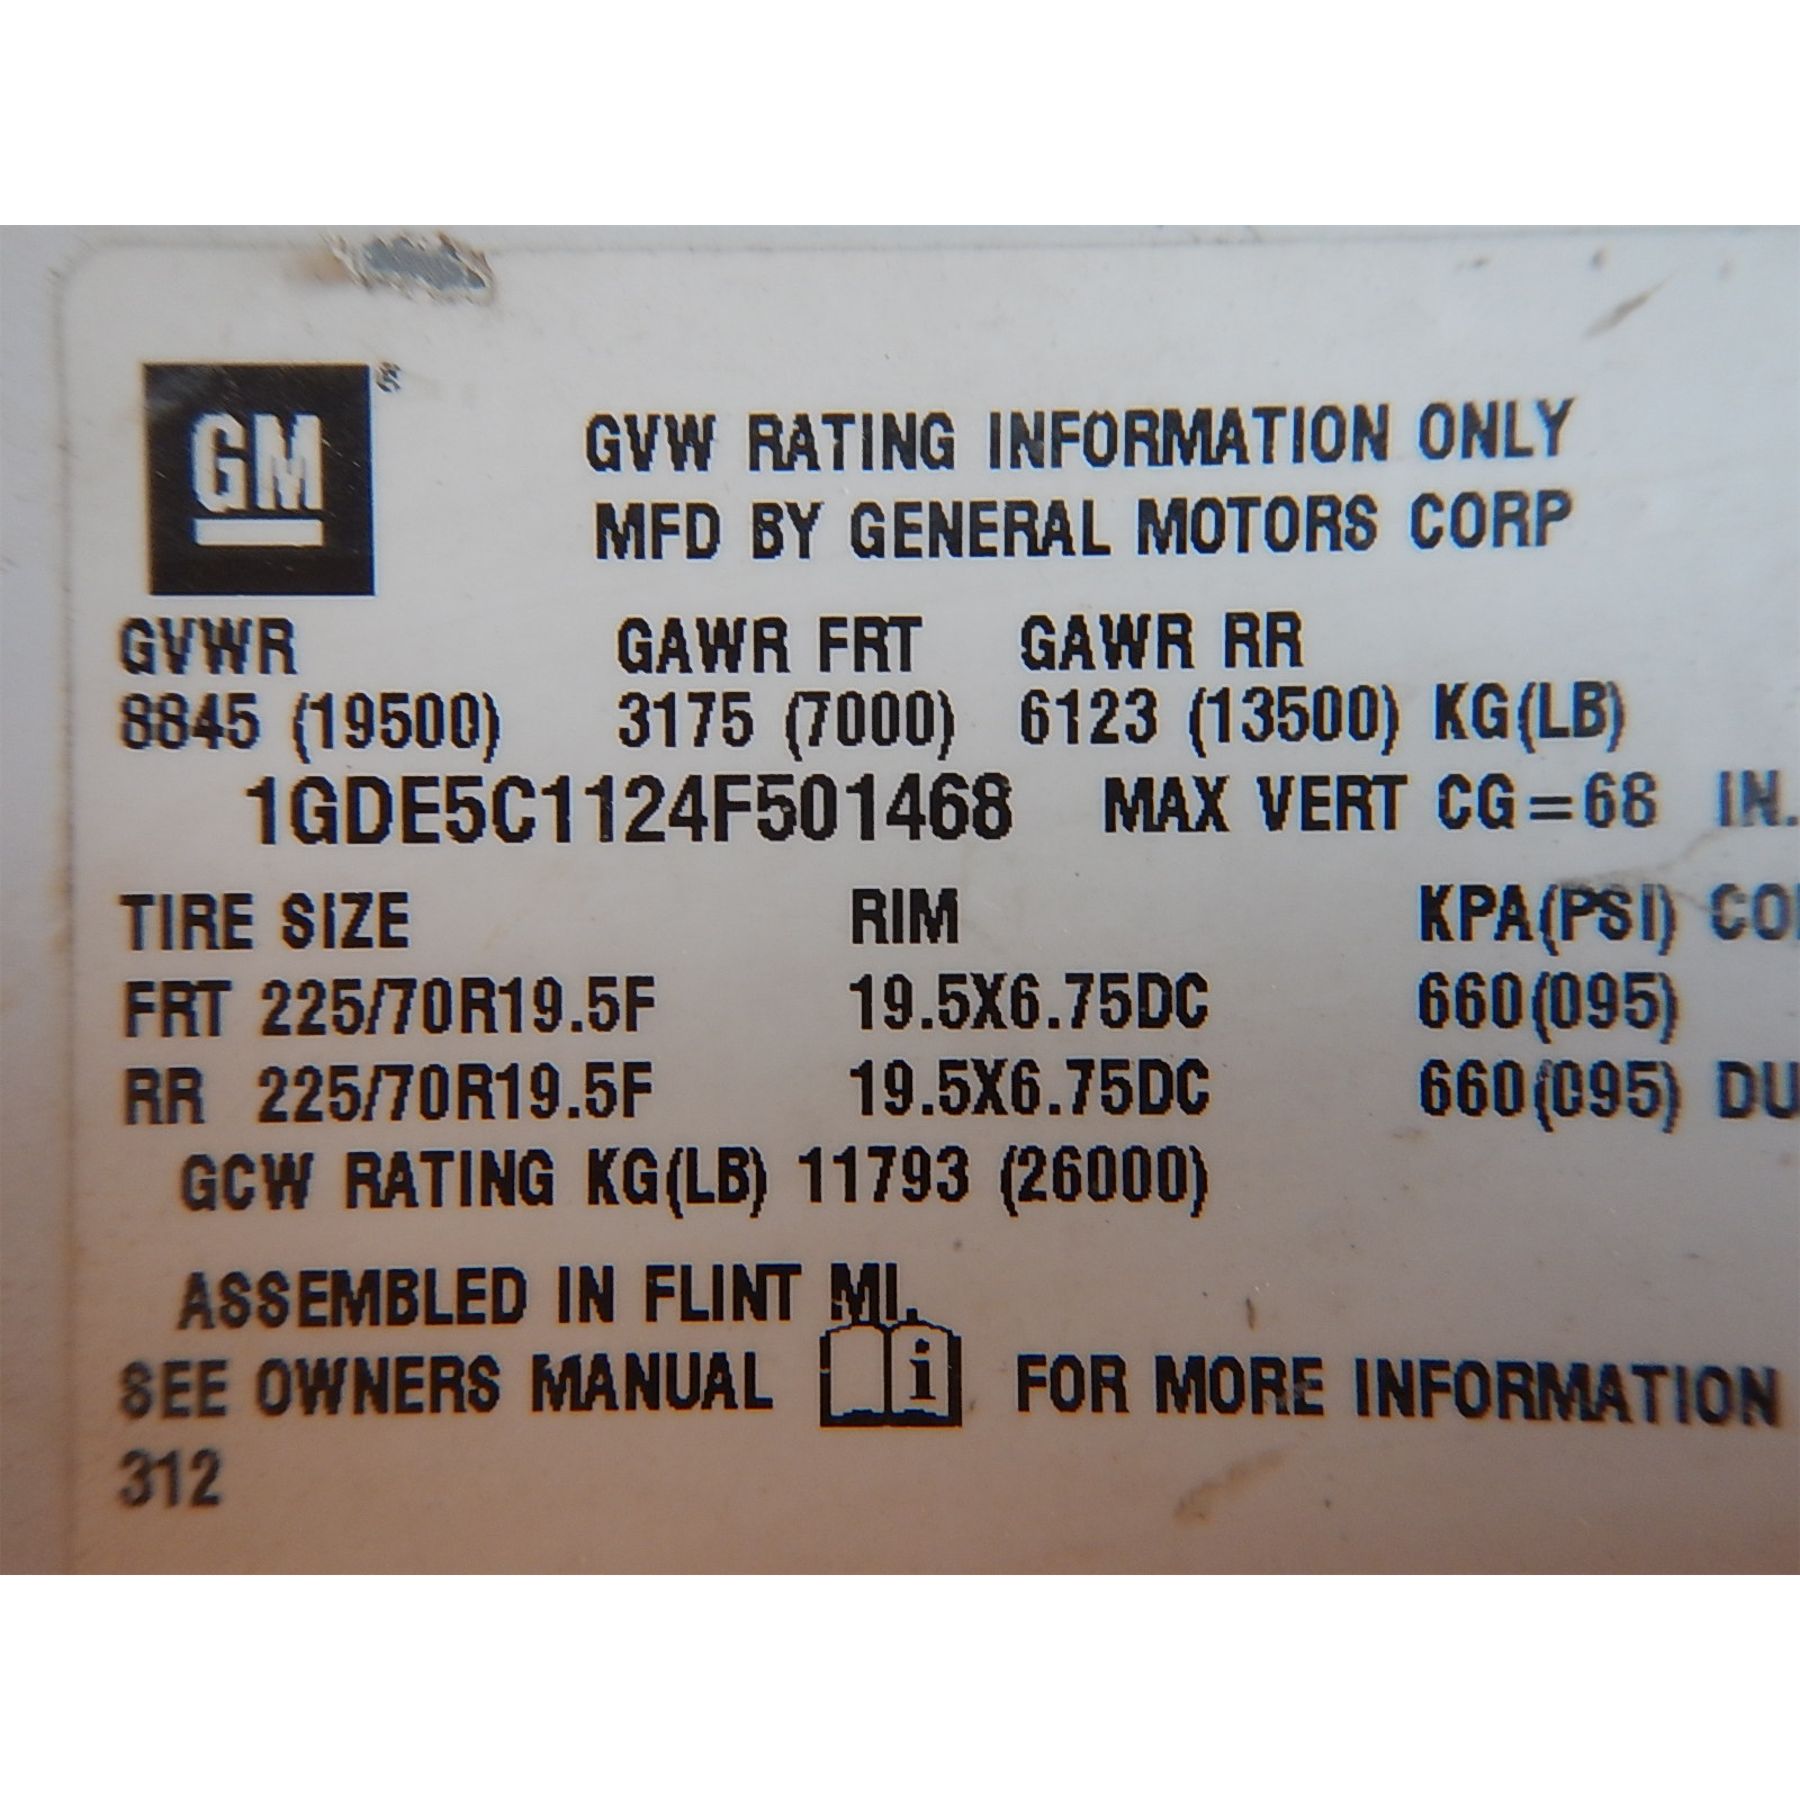 GM®
GVW RATING INFORMATION ONLY
MFD BY GENERAL MOTORS CORP
GVWR GAWR FRT GAWR RR
8845 (19500) 3175 (7000) 6123 (13500) KG(LB)
1GDE5C1124F501468 MAX VERT CG=68 IN.
TIRE SIZE RIM KPA(PSI)
FRT 225/70R19.5F 19.5X6.75DC 660(095)
RR 225/70R19.5F 19.5X6.75DC 660(095)
GCW RATING KG(LB) 11793 (26000)
ASSEMBLED IN FLINT MI.
SEE OWNERS MANUAL i FOR MORE INFORMATION
312